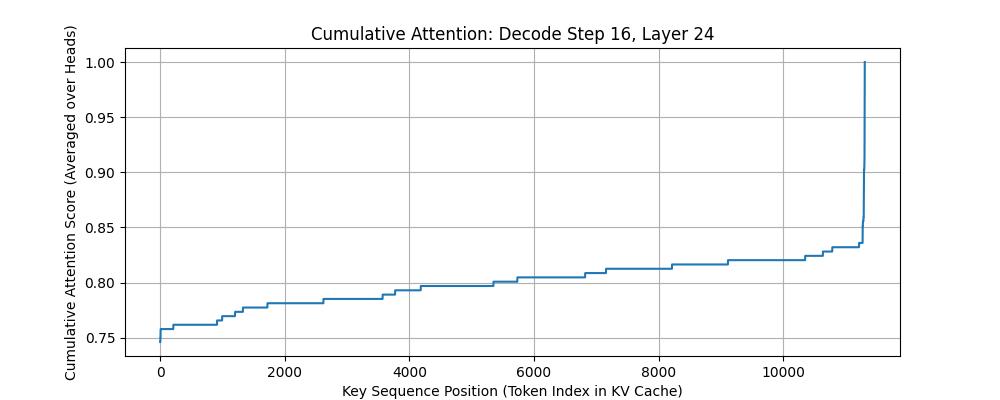 Cumulative Attention: Decode Step 16, Layer 24
Cumulative Attention Score (Averaged over Heads)
1.00
0.95
0.90
0.85
0.80
0.75
0 2000 4000 6000 8000 10000
Key Sequence Position (Token Index in KV Cache)